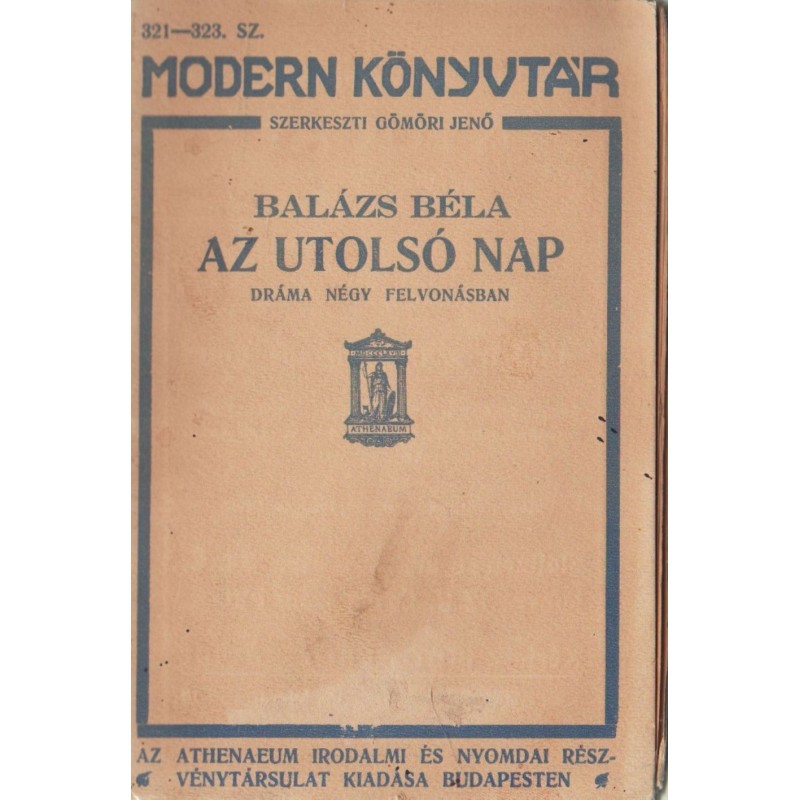 321—323. SZ.
MODERN KÖNYVTÁR
SZERKESZTI GÖMÖRI JENŐ
BALÁZS BÉLA
AZ UTOLSÓ NAP
DRÁMA NÉGY FELVONÁSBAN
ATHENAEUM
AZ ATHENAEUM IRODALMI ÉS NYOMDAI RÉSZ-
VÉNYTÁRSULAT KIADÁSA BUDAPESTEN